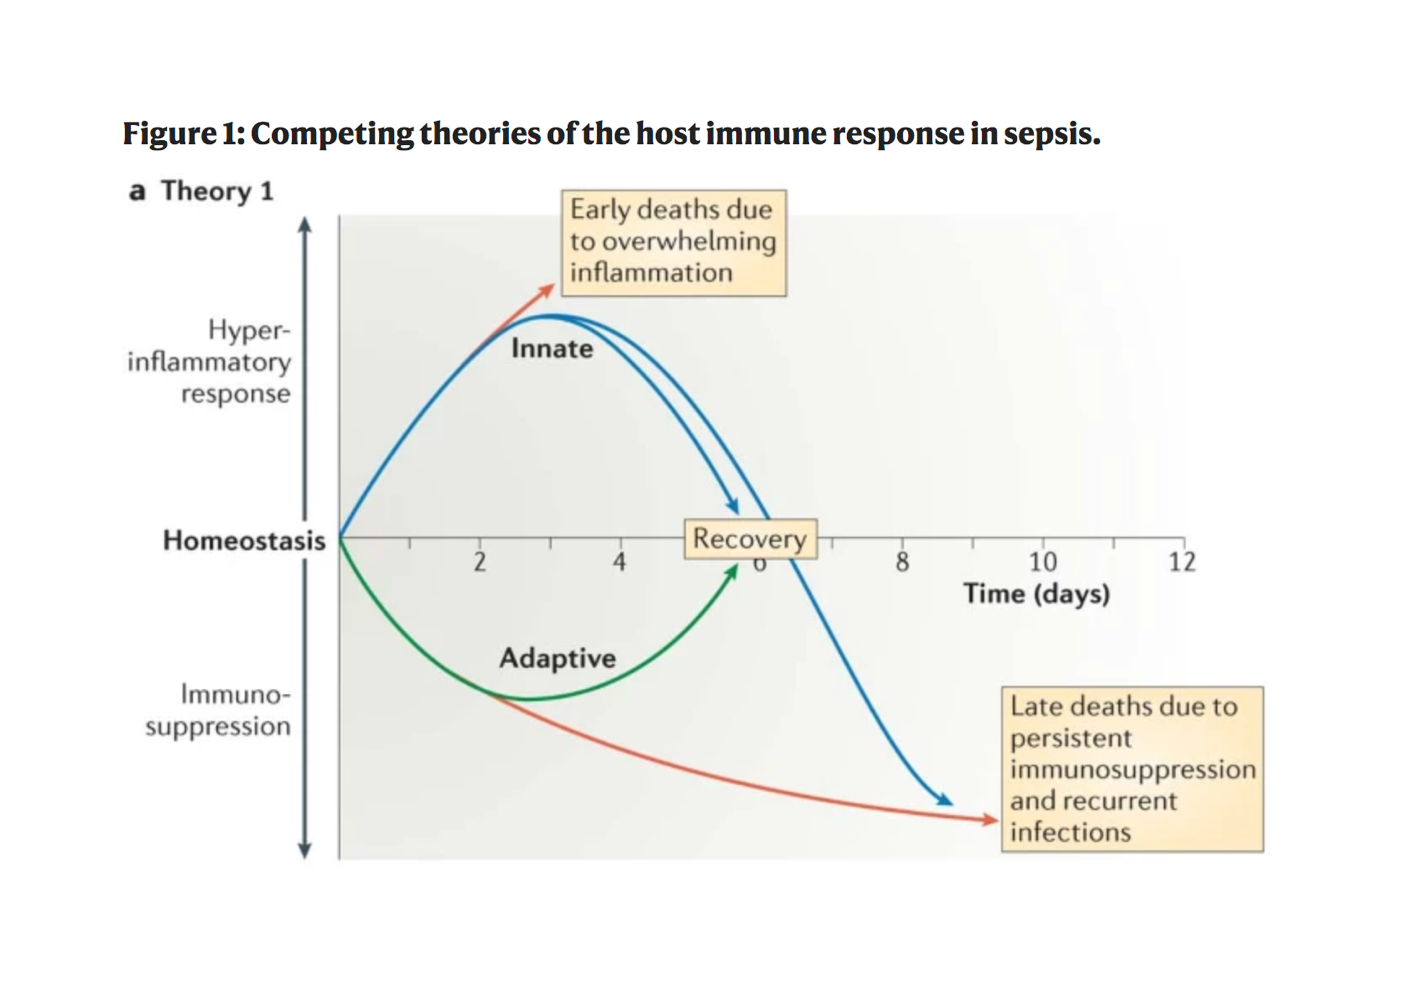 Figure 1: Competing theories of the host immune response in sepsis.
a Theory 1
Early deaths due
to overwhelming
inflammation
Hyper-
inflammatory
response
Innate
Homeostasis
Recovery
2
4
6
8
10
12
Time (days)
Adaptive
Immuno-
suppression
Late deaths due to
persistent
immunosuppression
and recurrent
infections